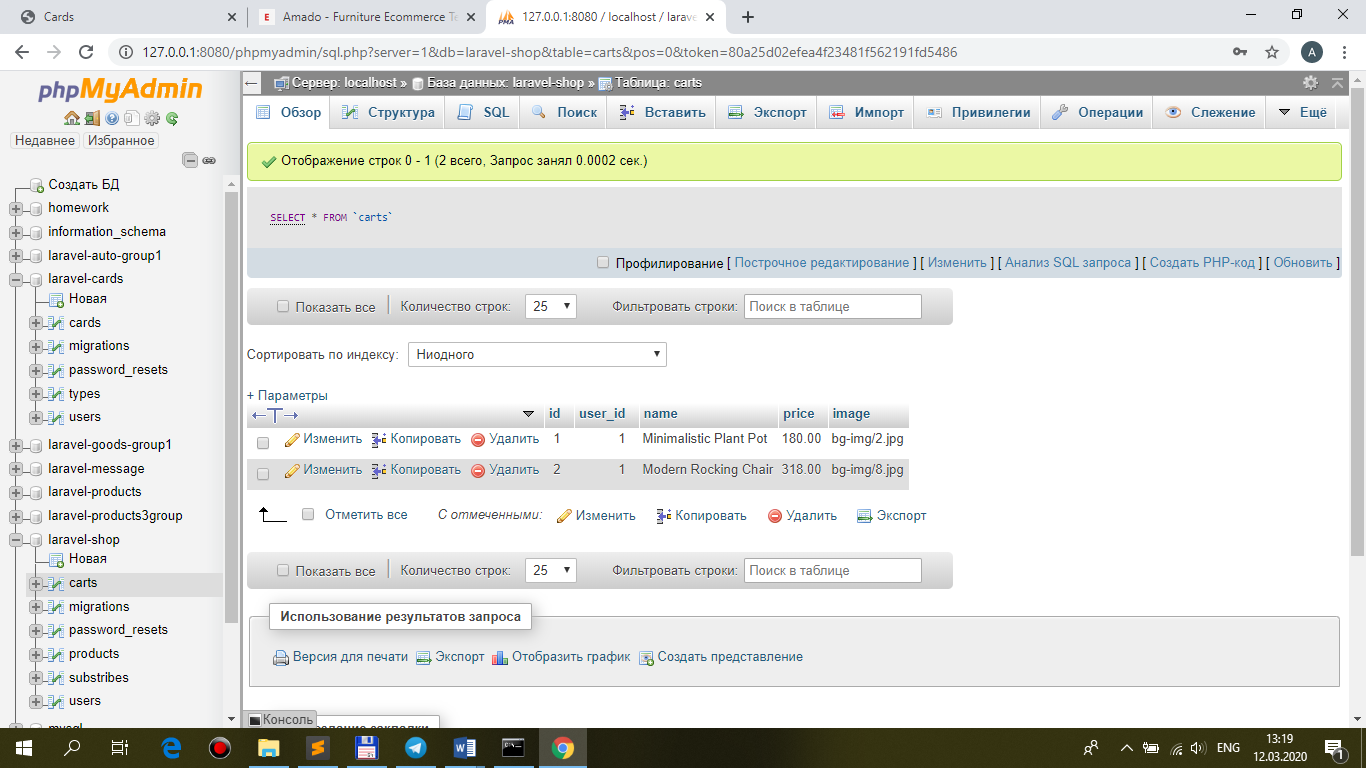 Cards
Amado - Furniture Ecommerce Te
127.0.0.1:8080 / localhost / larave
127.0.0.1:8080/phpmyadmin/sql.php?server=1&db=laravel-shop&table=carts&pos=0&token=80a25d02efea4f23481f562191fd5486
A
phpMyAdmin
Недавнее Избранное
Создать БД
homework
information_schema
laravel-auto-group1
laravel-cards
Новая
cards
migrations
password_resets
types
users
laravel-goods-group1
laravel-message
laravel-products
laravel-products3group
laravel-shop
Новая
carts
migrations
password_resets
products
substribes
users
mysql
Сервер: localhost » База данных: laravel-shop » Таблица: carts
Обзор Структура SQL Поиск Вставить Экспорт Импорт Привилегии Операции Слежение Ещё
Отображение строк 0 - 1 (2 всего, Запрос занял 0.0002 сек.)
SELECT * FROM `carts`
Профилирование [ Построчное редактирование ] [ Изменить ] [ Анализ SQL запроса ] [ Создать PHP-код ] [ Обновить ]
Показать все Количество строк: 25 Фильтровать строки: Поиск в таблице
Сортировать по индексу: Ниодного
+ Параметры
id user_id name price image
Изменить Копировать Удалить 1 1 Minimalistic Plant Pot 180.00 bg-img/2.jpg
Изменить Копировать Удалить 2 1 Modern Rocking Chair 318.00 bg-img/8.jpg
Отметить все С отмеченными: Изменить Копировать Удалить Экспорт
Показать все Количество строк: 25 Фильтровать строки: Поиск в таблице
Использование результатов запроса
Версия для печати Экспорт Отобразить график Создать представление
Консоль
закладки
ENG
13:19
12.03.2020
1